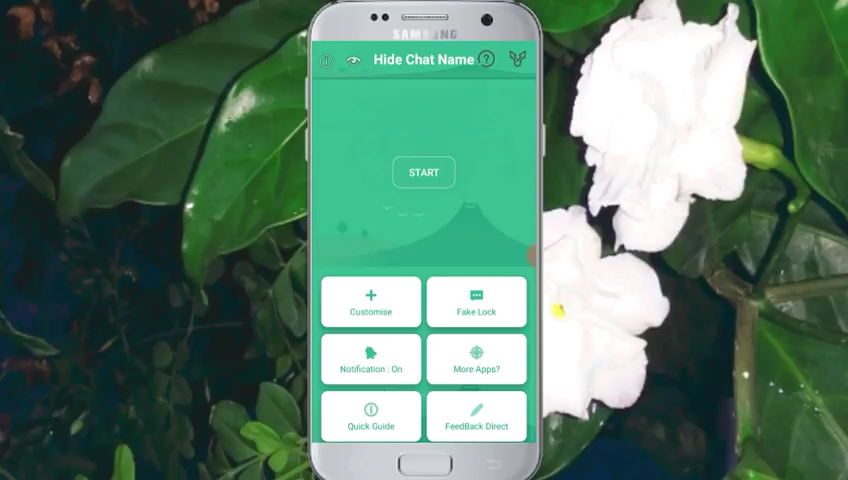 SAMSUNG
Hide Chat Name
START
Customise
Fake Lock
Notification : On
More Apps?
Quick Guide
FeedBack Direct